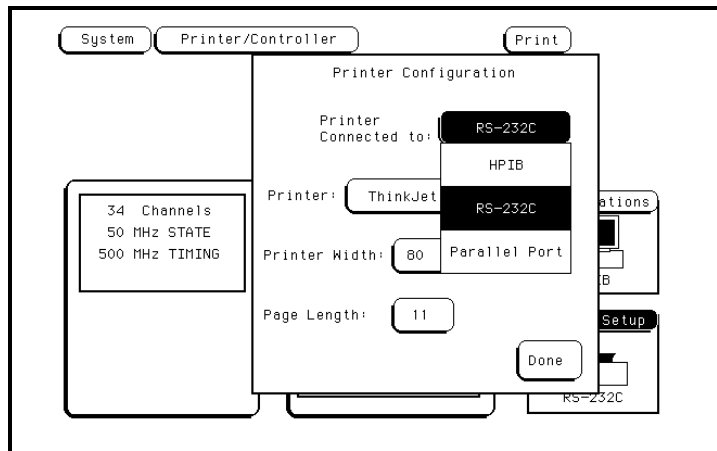 System Printer/Controller Print
Printer Configuration
Printer
Connected to: RS-232C
HPIB
RS-232C
Parallel Port
Printer: ThinkJet
Printer Width: 80
Page Length: 11
Done
34 Channels
50 MHz STATE
500 MHz TIMING
ations
IB
Setup
RS-232C